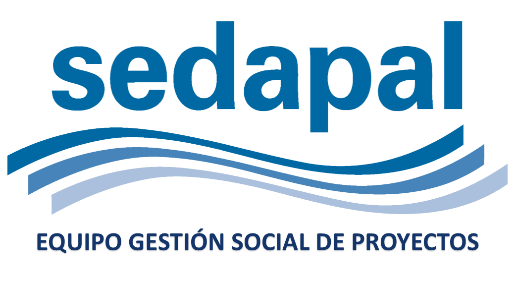 sedapal
EQUIPO GESTIÓN SOCIAL DE PROYECTOS